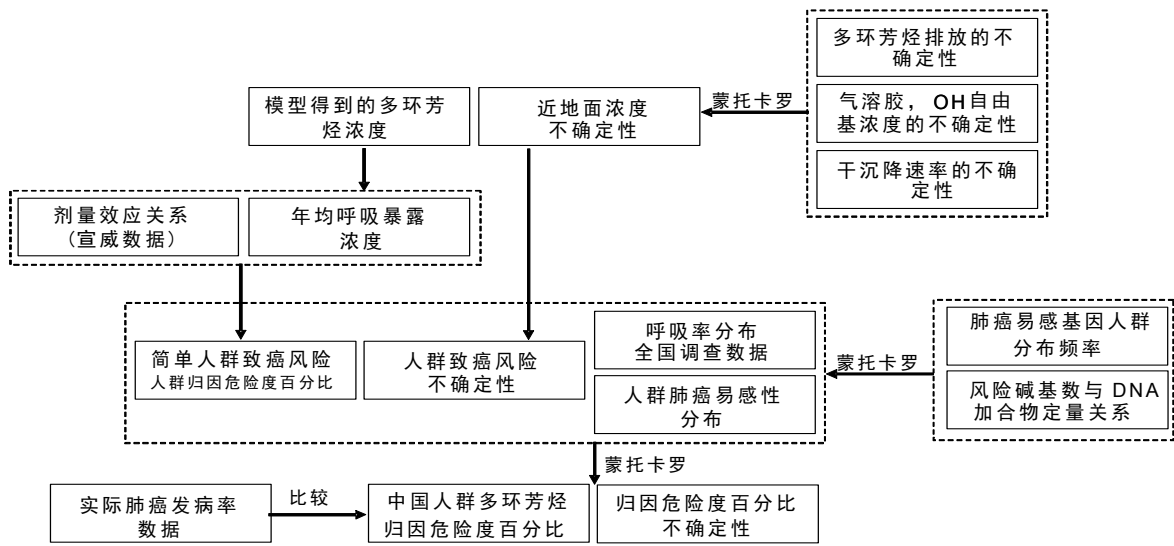 多环芳烃排放的不
确定性
模型得到的多环芳
烃浓度
近地面浓度
不确定性
蒙托卡罗
气溶胶，OH自由
基浓度的不确定性
干沉降速率的不确
定性
剂量效应关系
(宣威数据)
年均呼吸暴露
浓度
简单人群致癌风险
人群归因危险度百分比
人群致癌风险
不确定性
呼吸率分布
全国调查数据
人群肺癌易感性
分布
蒙托卡罗
肺癌易感基因人群
分布频率
风险碱基数与 DNA
加合物定量关系
蒙托卡罗
实际肺癌发病率
数据
比较
中国人群多环芳烃
归因危险度百分比
归因危险度百分比
不确定性